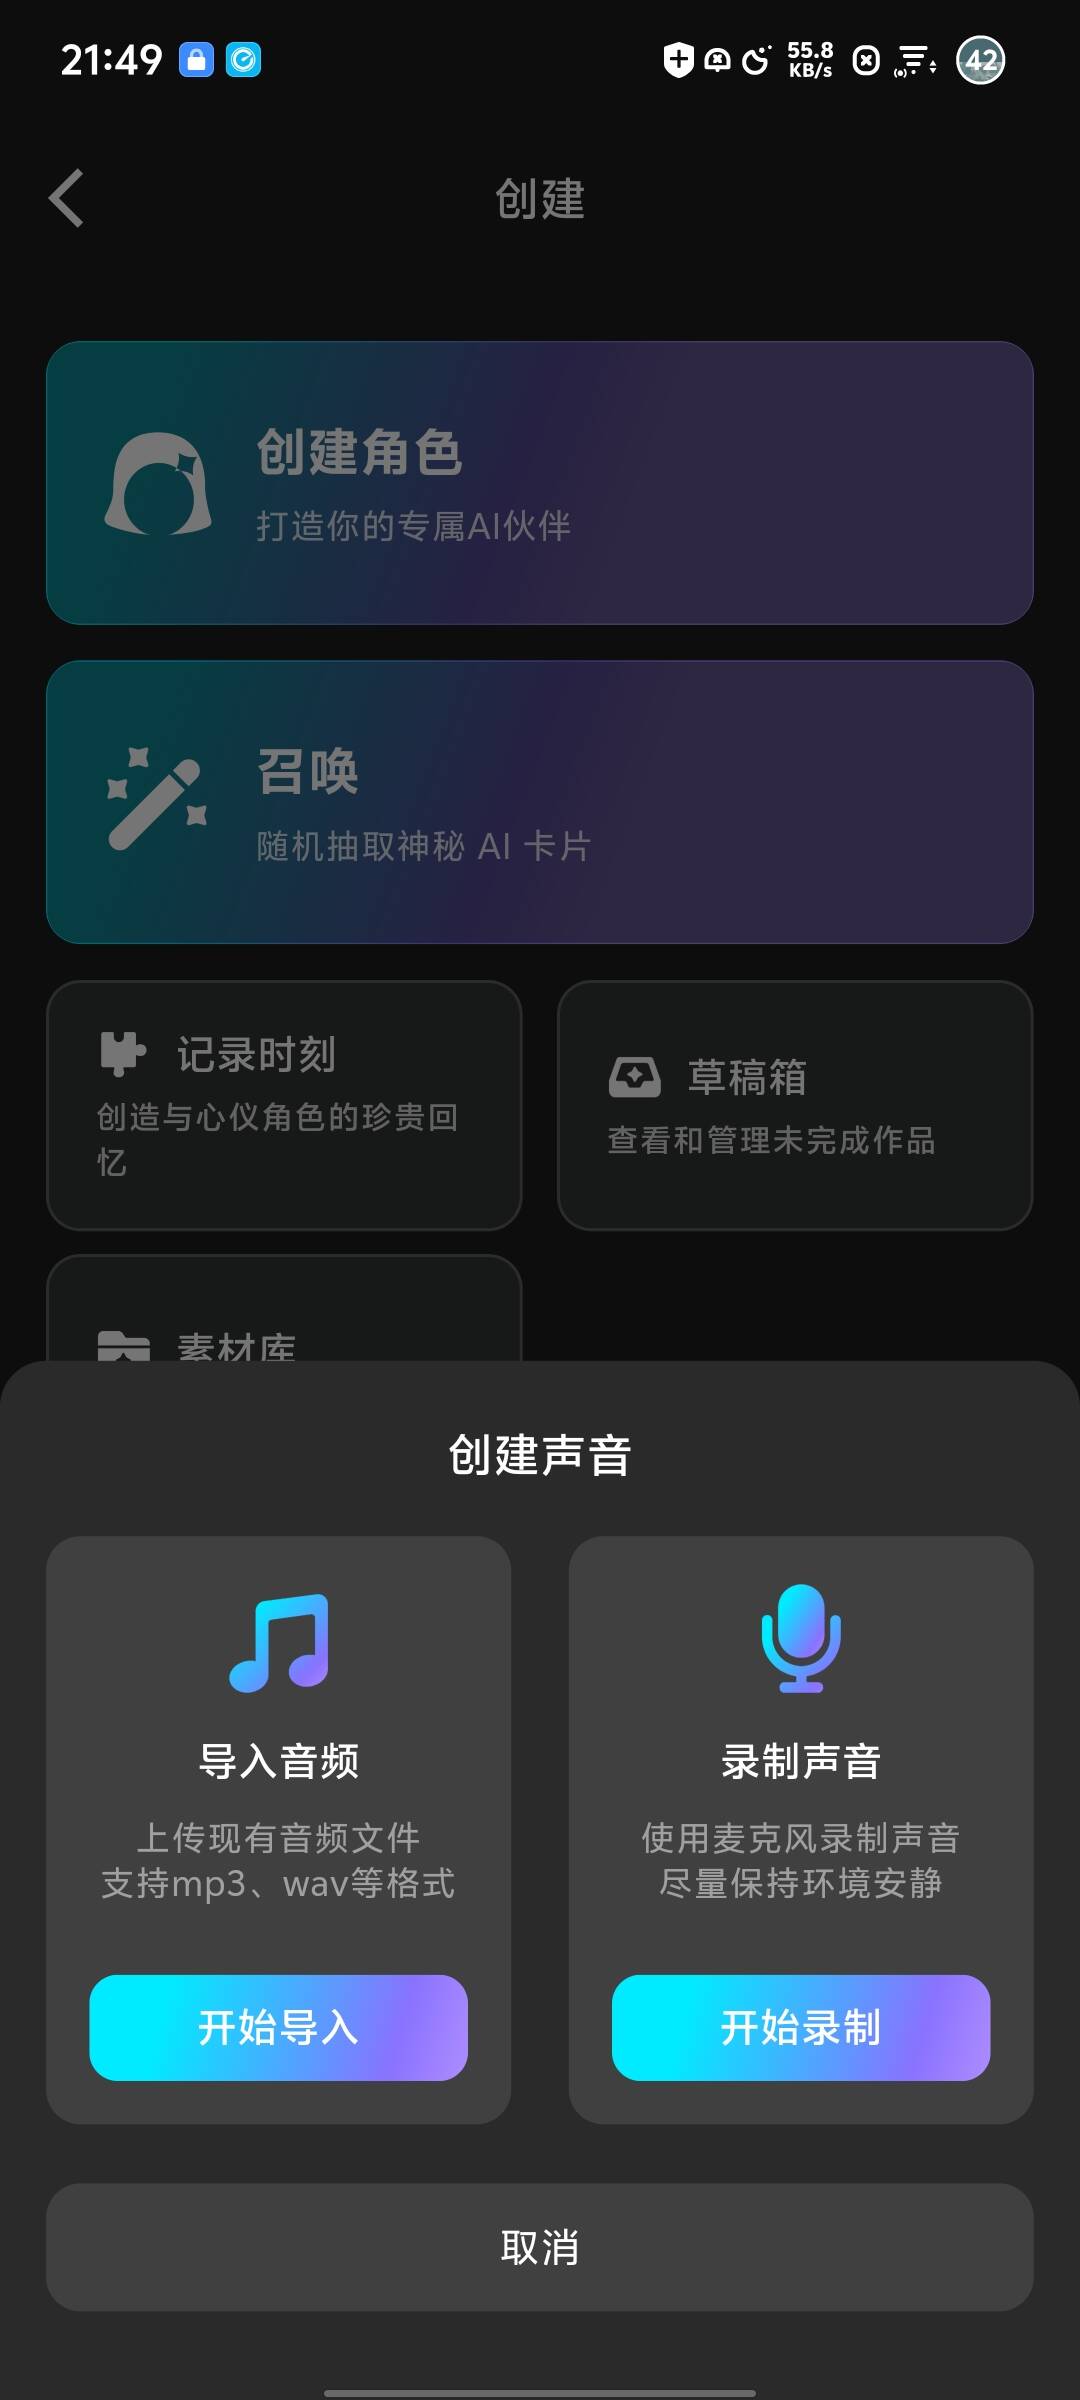 21:49
55.8
KB/s
42
创建
创建角色
打造你的专属AI伙伴
召唤
随机抽取神秘 AI 卡片
记录时刻
创造与心仪角色的珍贵回
忆
草稿箱
查看和管理未完成作品
素材库
创建声音
导入音频
上传现有音频文件
支持mp3、wav等格式
开始导入
录制声音
使用麦克风录制声音
尽量保持环境安静
开始录制
取消